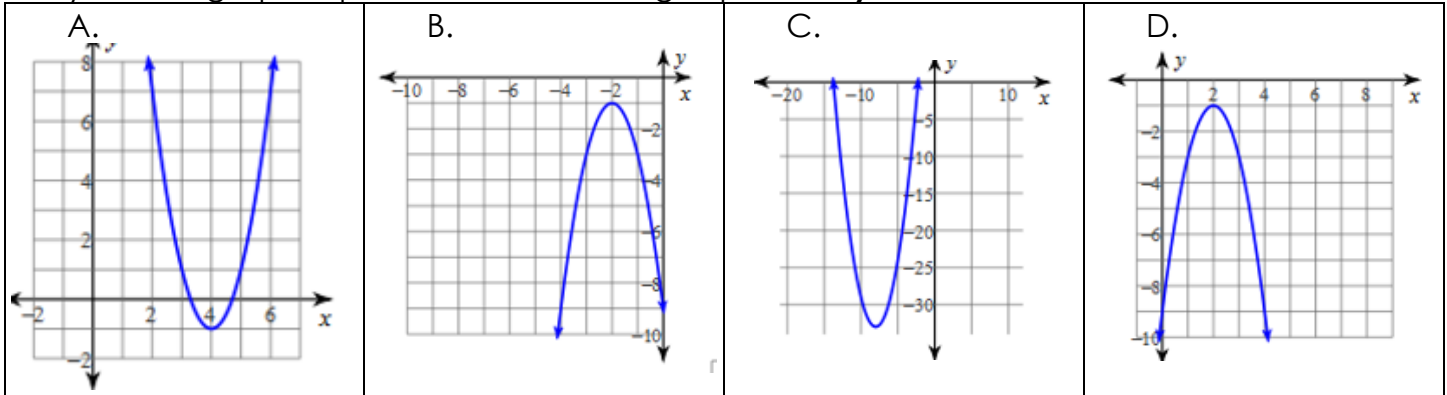 A. B. C. D.
y y y y
8 6 4 2 -2 2 4 6 x -2
-10 -8 -6 -4 -2 x -2 -4 -6 -8 -10
-20 -10 10 x -5 -10 -15 -20 -25 -30
2 4 6 8 x -2 -4 -6 -8 -10